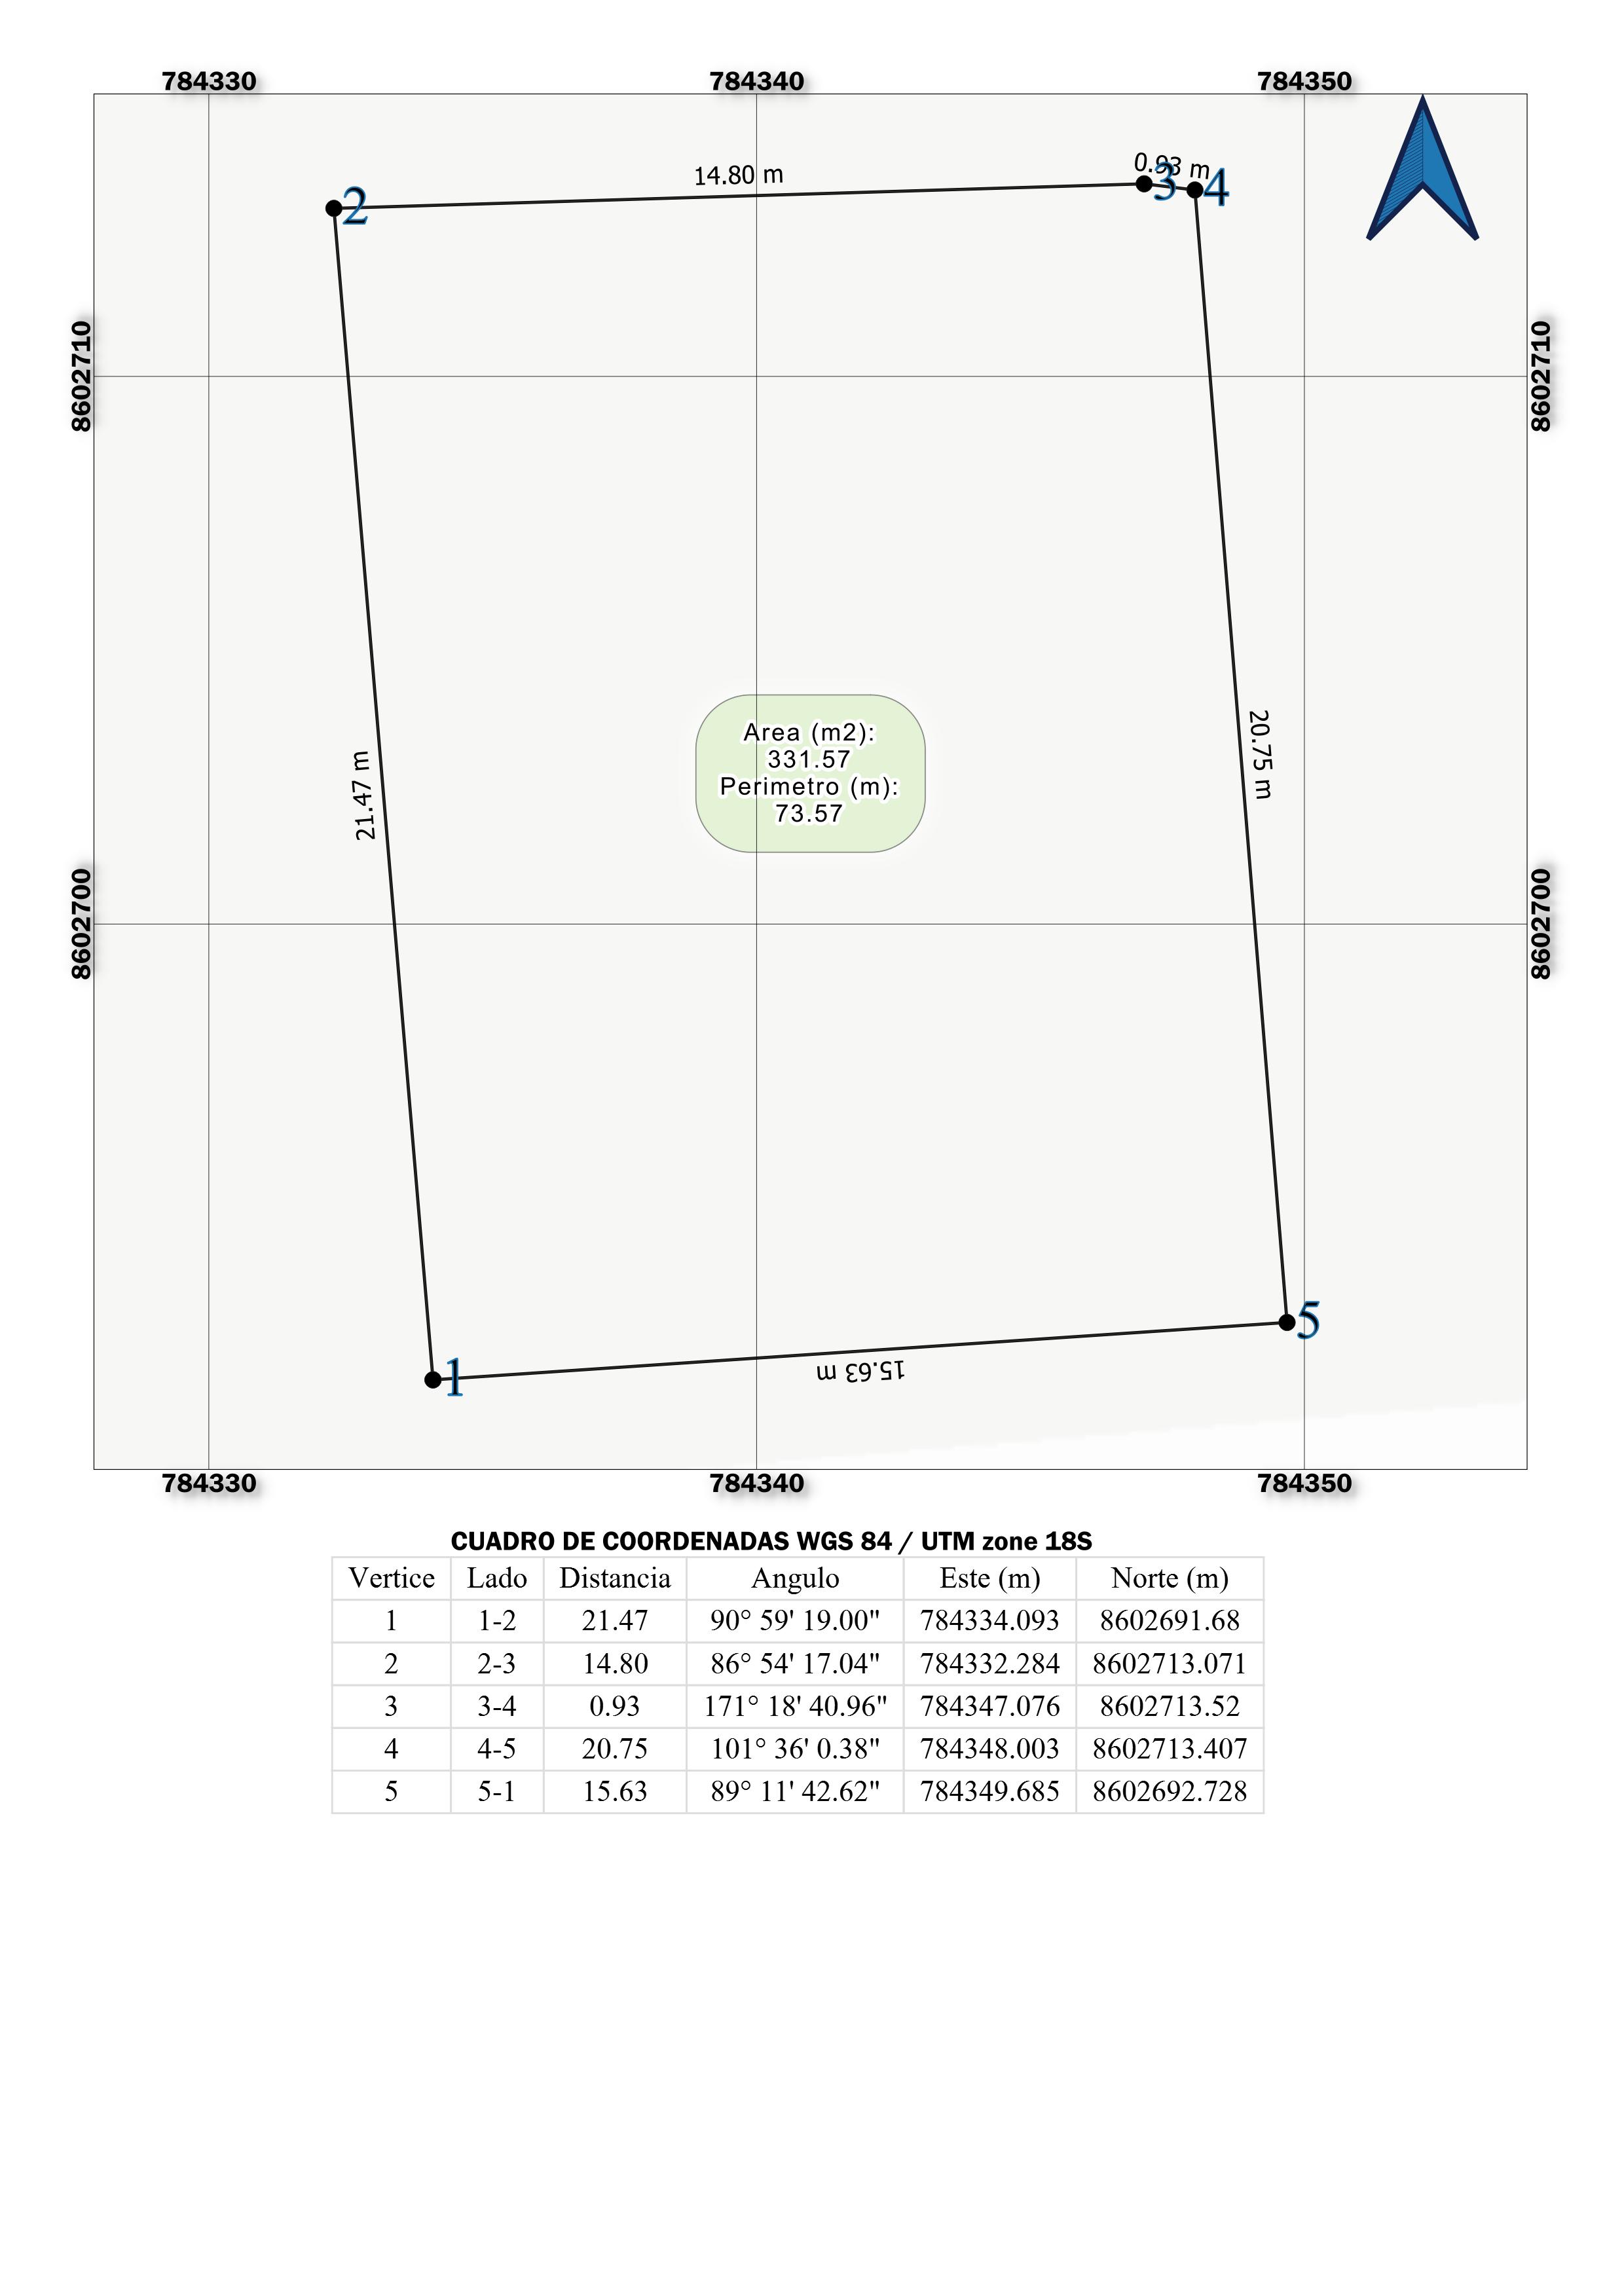 784330 784340 784350
0.93 m
14.80 m
2 3 4
8602710 8602710
21.47 m
20.75 m
Area (m2):
331.57
Perimetro (m):
73.57
8602700 8602700
5
1
15.63 m
784330 784340 784350
CUADRO DE COORDENADAS WGS 84 / UTM zone 18S
Vertice Lado Distancia Angulo Este (m) Norte (m)
1 1-2 21.47 90° 59' 19.00" 784334.093 8602691.68
2 2-3 14.80 86° 54' 17.04" 784332.284 8602713.071
3 3-4 0.93 171° 18' 40.96" 784347.076 8602713.52
4 4-5 20.75 101° 36' 0.38" 784348.003 8602713.407
5 5-1 15.63 89° 11' 42.62" 784349.685 8602692.728